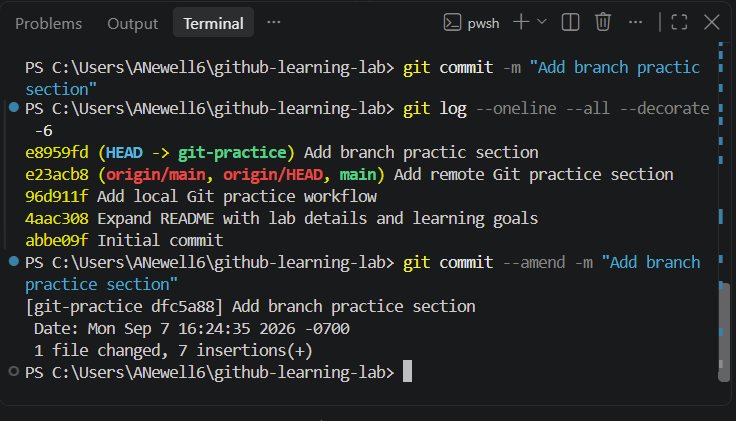 Problems Output Terminal ··· pwsh
PS C:\Users\ANewell6\github-learning-lab> git commit -m "Add branch practic
section"
PS C:\Users\ANewell6\github-learning-lab> git log --oneline --all --decorate
-6
e8959fd (HEAD -> git-practice) Add branch practic section
e23acb8 (origin/main, origin/HEAD, main) Add remote Git practice section
96d911f Add local Git practice workflow
4aac308 Expand README with lab details and learning goals
abbe09f Initial commit
PS C:\Users\ANewell6\github-learning-lab> git commit --amend -m "Add branch
practice section"
[git-practice dfc5a88] Add branch practice section
Date: Mon Sep 7 16:24:35 2026 -0700
1 file changed, 7 insertions(+)
PS C:\Users\ANewell6\github-learning-lab>